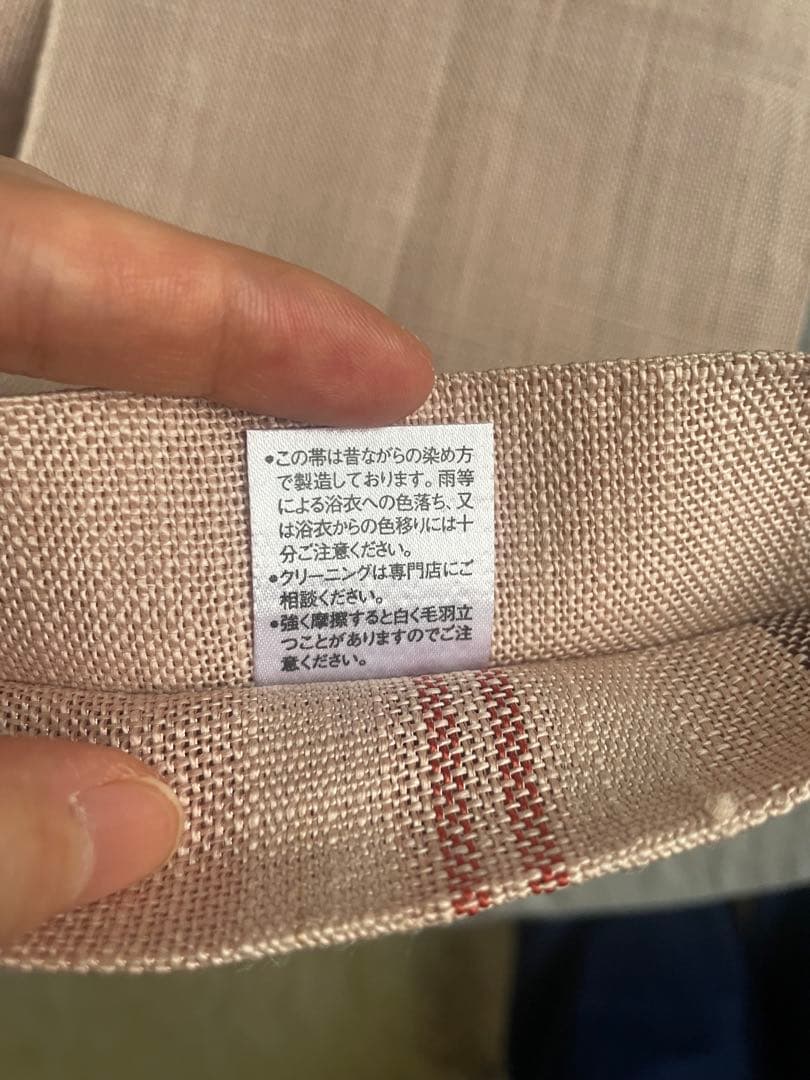 ●この帯は昔ながらの染め方
で製造しております。雨等
による浴衣への色落ち、又
は浴衣からの色移りには十
分ご注意ください。
●クリーニングは専門店にご
相談ください。
●強く摩擦すると白く毛羽立
つことがありますのでご注
意ください。